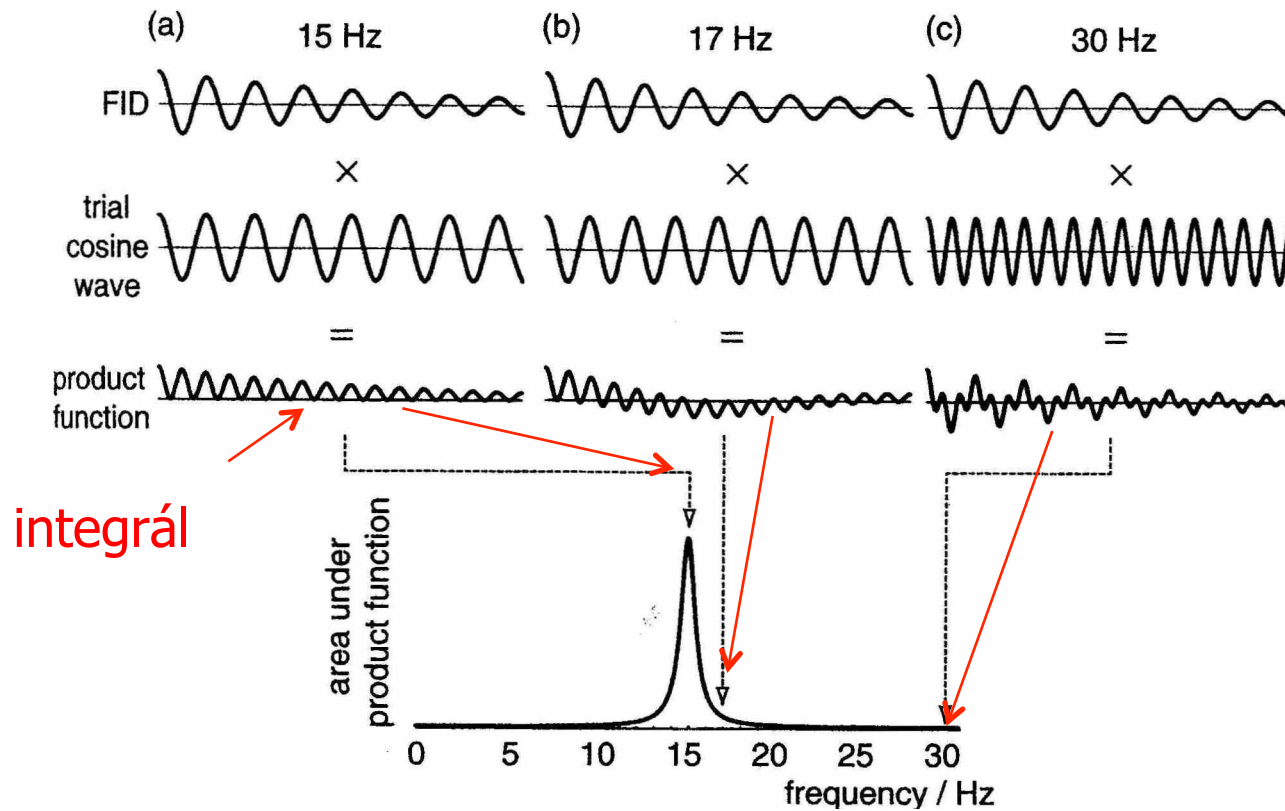 (a) 15 Hz (b) 17 Hz (c) 30 Hz
FID
× × ×
trial
cosine
wave
= = =
product
function
integrál
area under
product function
0 5 10 15 20 25 30
frequency / Hz